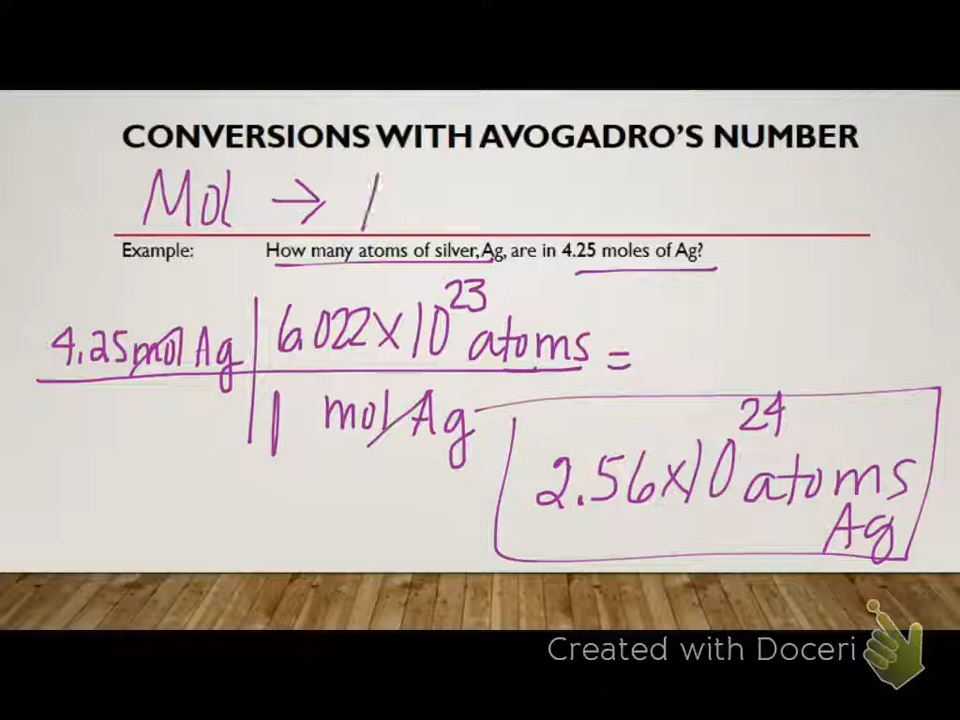 CONVERSIONS WITH AVOGADRO'S NUMBER
Mol →
Example: How many atoms of silver, Ag, are in 4.25 moles of Ag?
4.25 mol Ag | 6.022 x 10^23 atoms =
1 mol Ag
2.56 x 10^24 atoms
Ag
Created with Doceri